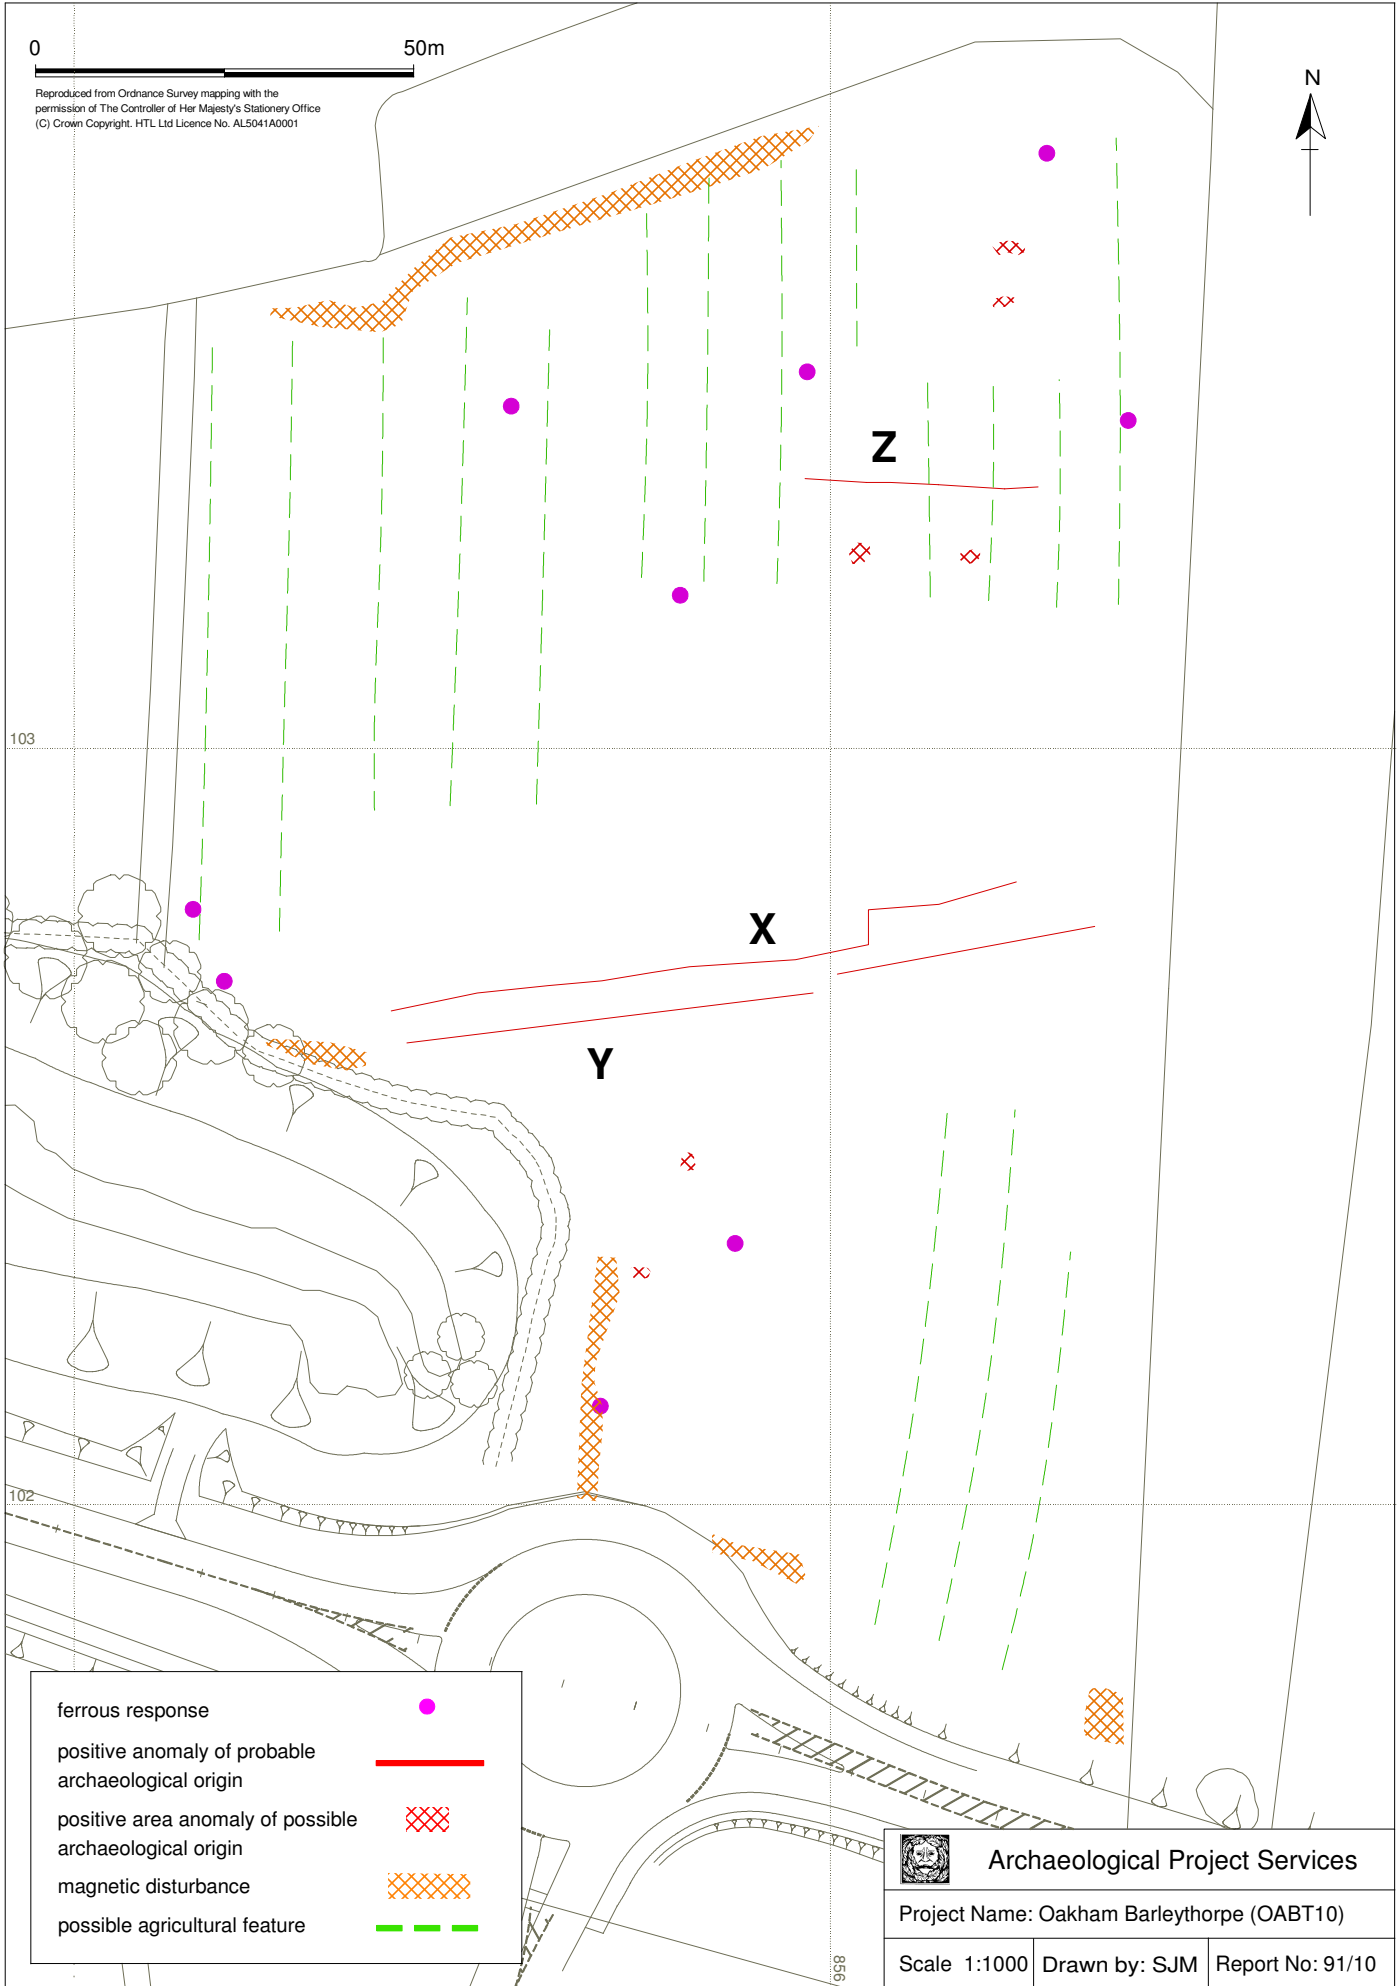 0 50m
Reproduced from Ordnance Survey mapping with the
permission of The Controller of Her Majesty's Stationery Office
(C) Crown Copyright. HTL Ltd Licence No. AL5041A0001
N
Z
103
X
Y
102
ferrous response
positive anomaly of probable
archaeological origin
positive area anomaly of possible
archaeological origin
magnetic disturbance
possible agricultural feature
856
Archaeological Project Services
Project Name: Oakham Barleythorpe (OABT10)
Scale 1:1000 Drawn by: SJM Report No: 91/10